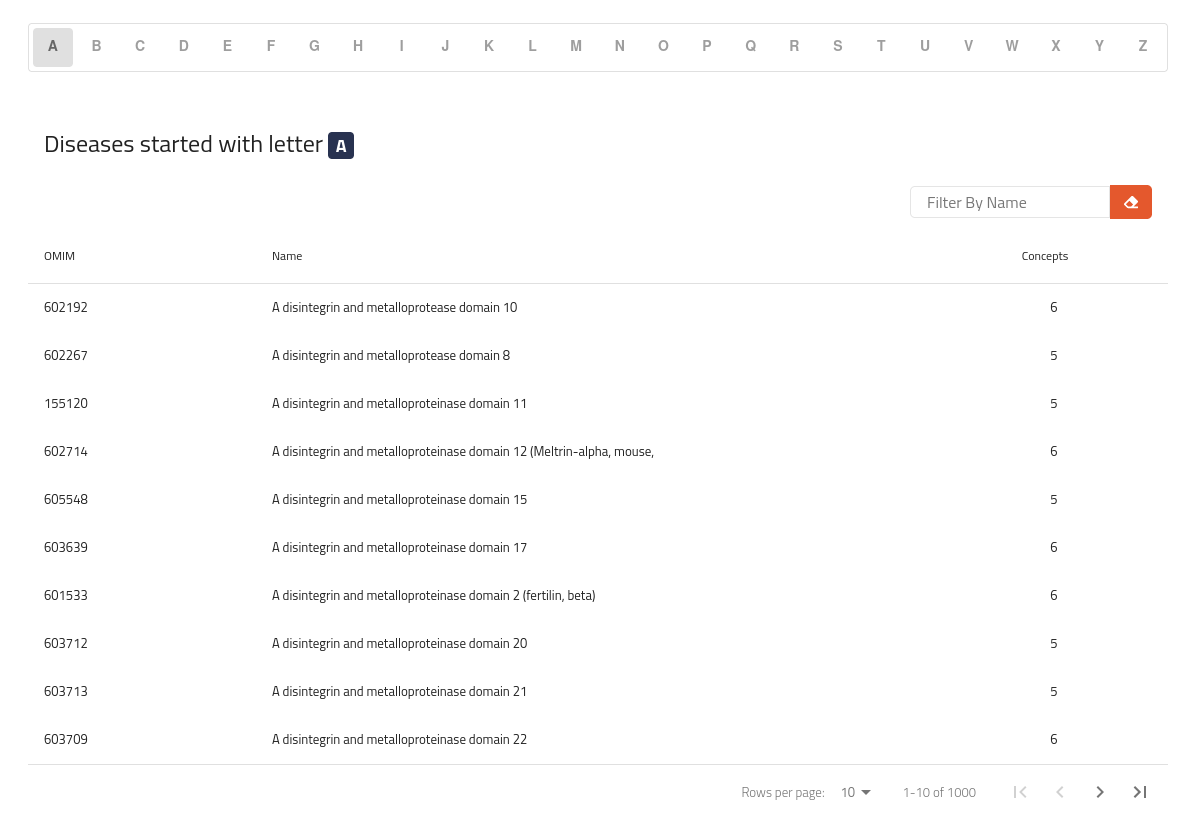 A B C D E F G H I J K L M N O P Q R S T U V W X Y Z
Diseases started with letter A
Filter By Name
OMIM Name Concepts
602192 A disintegrin and metalloprotease domain 10 6
602267 A disintegrin and metalloprotease domain 8 5
155120 A disintegrin and metalloproteinase domain 11 5
602714 A disintegrin and metalloproteinase domain 12 (Meltrin-alpha, mouse, 6
605548 A disintegrin and metalloproteinase domain 15 5
603639 A disintegrin and metalloproteinase domain 17 6
601533 A disintegrin and metalloproteinase domain 2 (fertilin, beta) 6
603712 A disintegrin and metalloproteinase domain 20 5
603713 A disintegrin and metalloproteinase domain 21 5
603709 A disintegrin and metalloproteinase domain 22 6
Rows per page: 10 1-10 of 1000